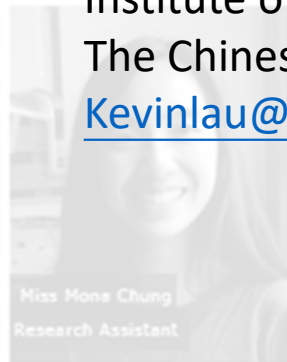 Institute o
The Chines
Kevinlau@
Miss Mona Chung
Research Assistant